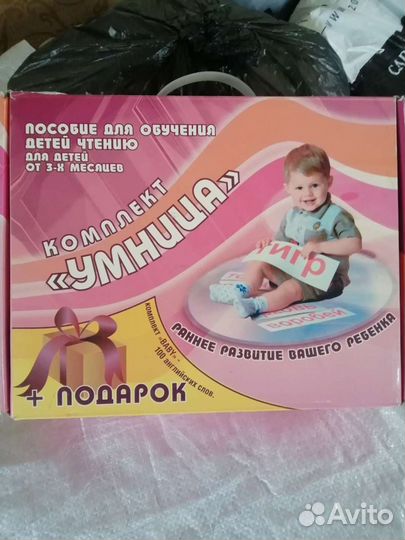 ПОСОБИЕ ДЛЯ ОБУЧЕНИЯ
ДЕТЕЙ ЧТЕНИЮ
ДЛЯ ДЕТЕЙ
ОТ 3-Х МЕСЯЦЕВ
КОМПЛЕКТ
«УМНИЦА»
тигр
воробей
РАННЕЕ РАЗВИТИЕ ВАШЕГО РЕБЕНКА
КОМПЛЕКТ «BABY» -
100 АНГЛИЙСКИХ СЛОВ.
+ ПОДАРОК
Avito